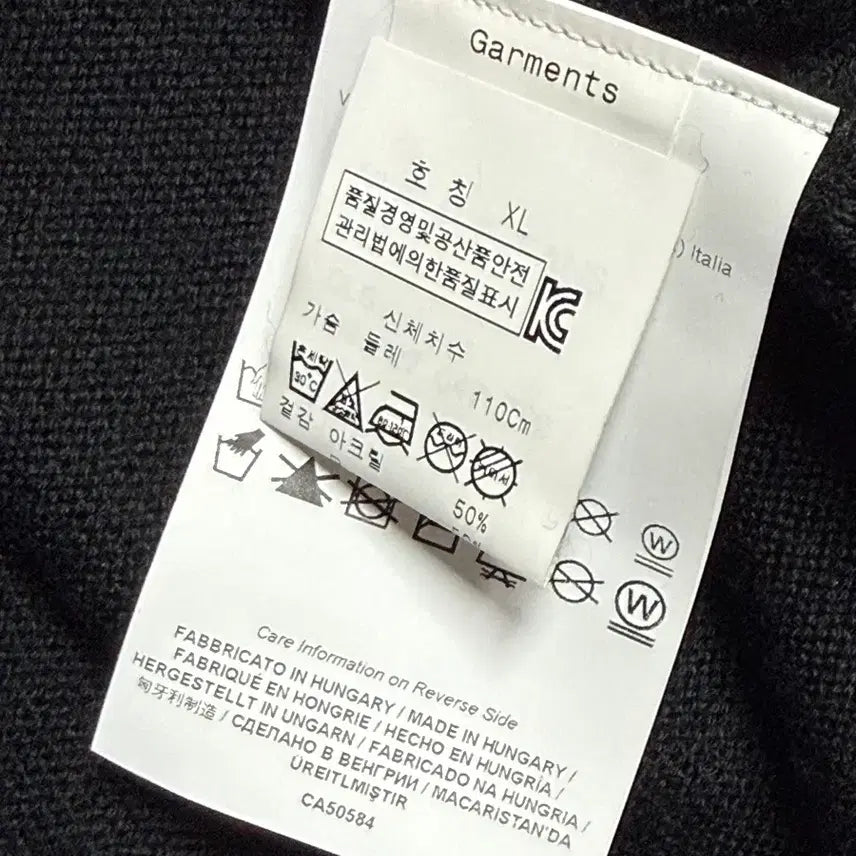 Garments
호 칭 XL
품질경영및공산품안전
관리법에의한품질표시
신체치수
가슴 둘레 110Cm
30°C
80-120°C
겉감 아크릴 50%
Italia
W
W
Care Information on Reverse Side
FABBRICATO IN HUNGARY / MADE IN HUNGARY /
FABRIQUÉ EN HONGRIE / HECHO EN HUNGRÍA /
HERGESTELLT IN UNGARN / FABRICADO NA HUNGRIA /
匈牙利制造 / СДЕЛАНО В ВЕНГРИИ / MACARISTAN'DA
ÜREITLMIŞTIR
CA50584